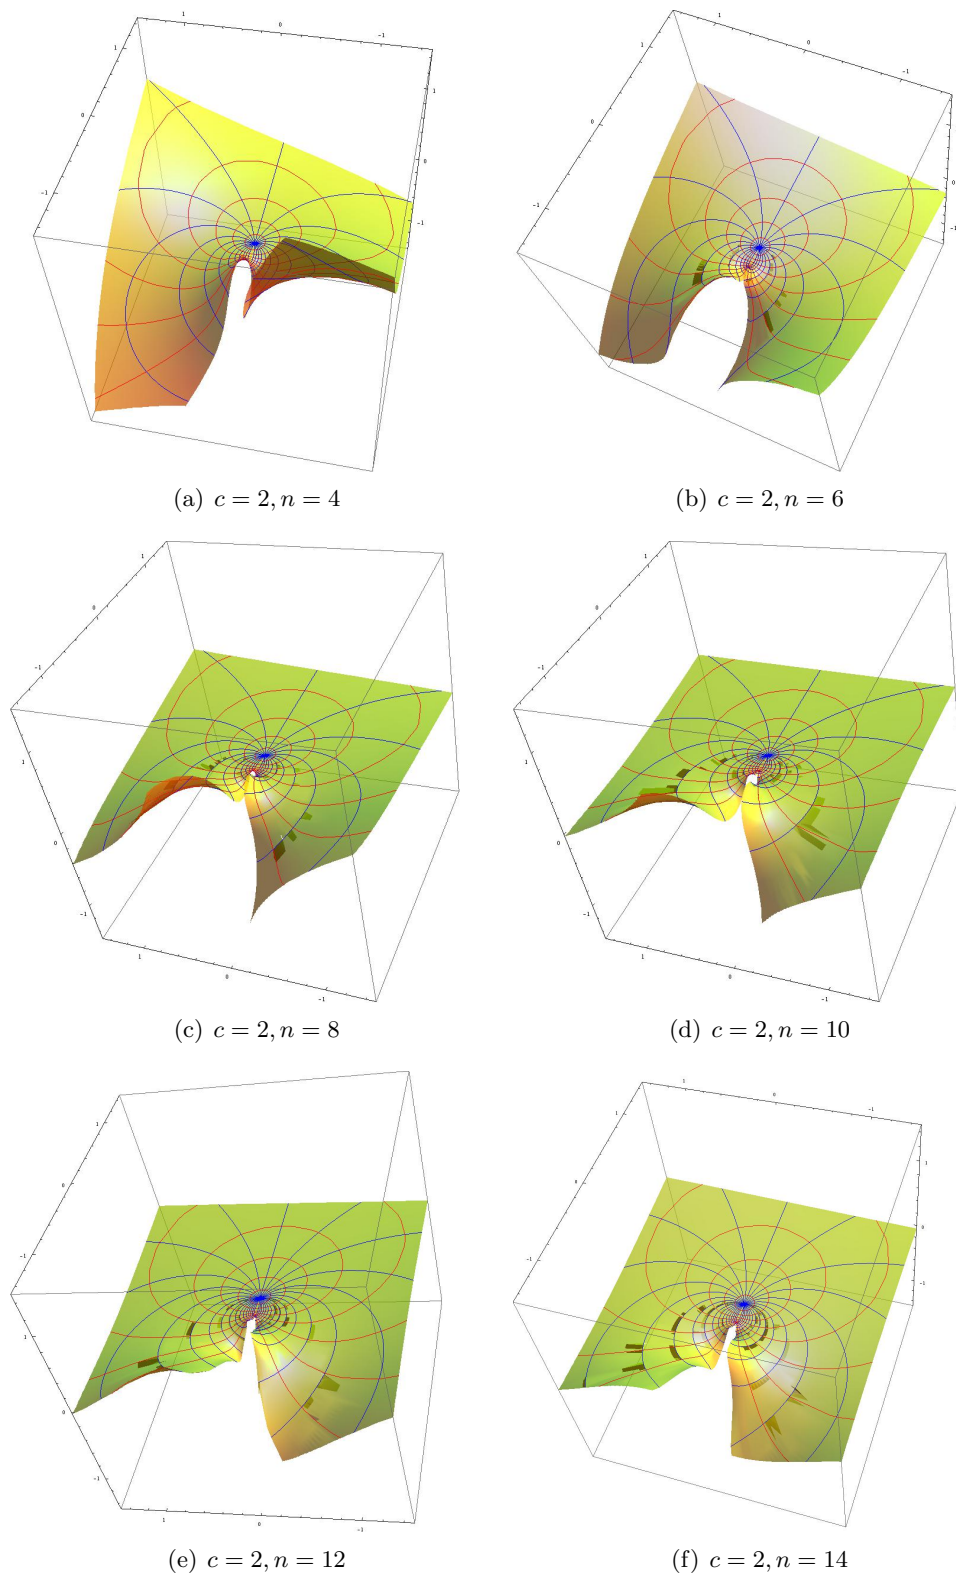 (a) c = 2, n = 4
(b) c = 2, n = 6
(c) c = 2, n = 8
(d) c = 2, n = 10
(e) c = 2, n = 12
(f) c = 2, n = 14